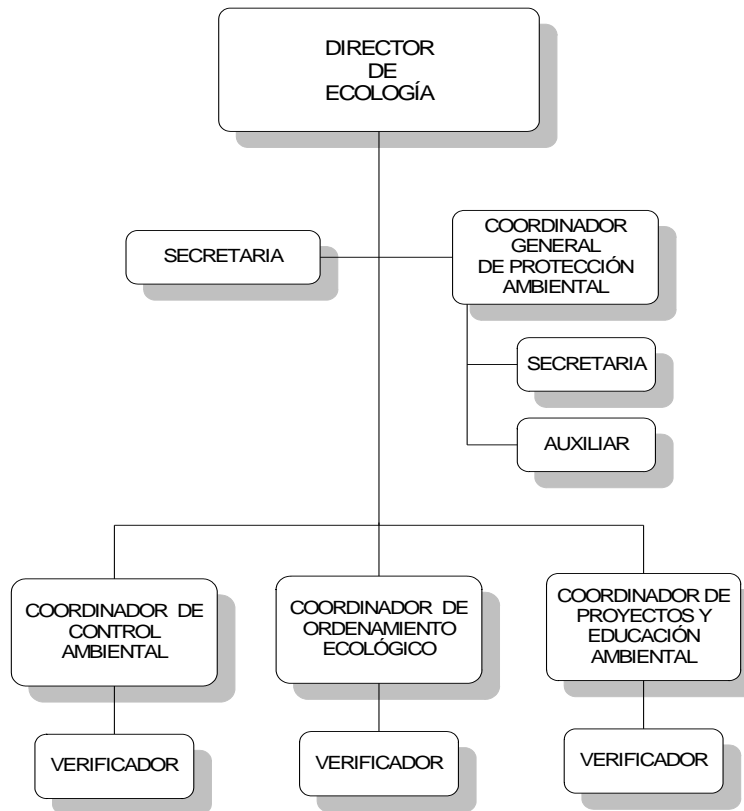 DIRECTOR
DE
ECOLOGÍA
SECRETARIA
COORDINADOR
GENERAL
DE PROTECCIÓN
AMBIENTAL
SECRETARIA
AUXILIAR
COORDINADOR DE
CONTROL
AMBIENTAL
COORDINADOR DE
ORDENAMIENTO
ECOLÓGICO
COORDINADOR DE
PROYECTOS Y
EDUCACIÓN
AMBIENTAL
VERIFICADOR
VERIFICADOR
VERIFICADOR